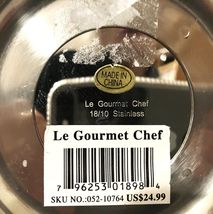 MADE IN
CHINA
Le Gourmet Chef
18/10 Stainless
Le Gourmet Chef
7 96253 01898 4
SKU NO.:052-10764 US$24.99